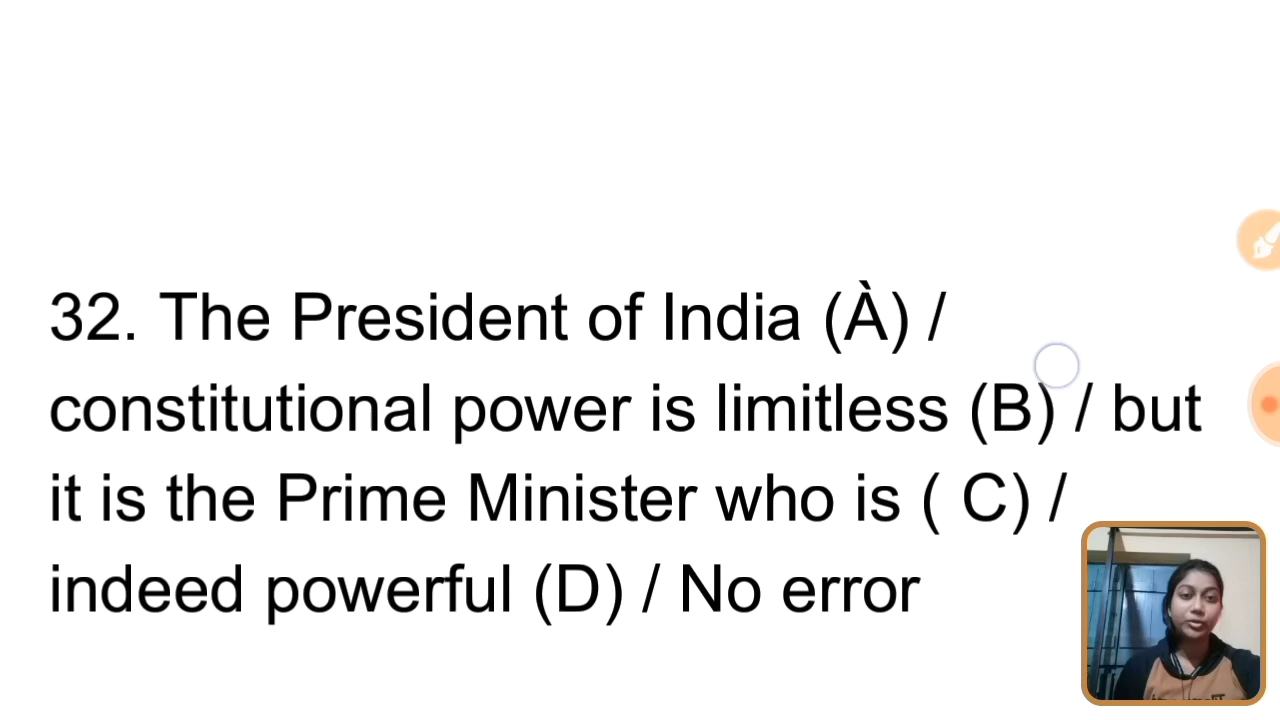 32. The President of India (À) /
constitutional power is limitless (B) / but
it is the Prime Minister who is ( C) /
indeed powerful (D) / No error